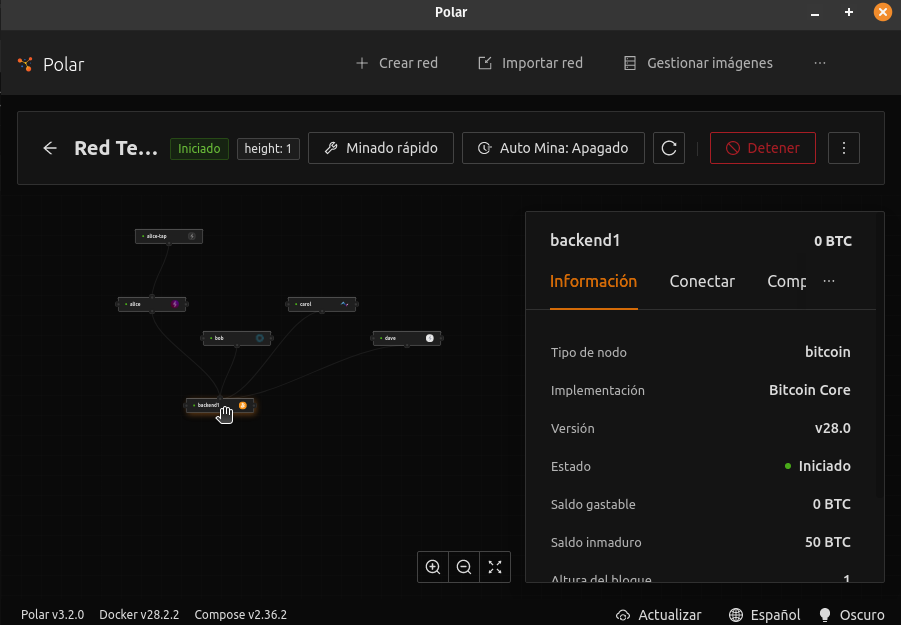 Polar
Polar
Crear red
Importar red
Gestionar imágenes
...
Red Te...
Iniciado
height: 1
Minado rápido
Auto Mina: Apagado
Detener
alice-tap
alice
carol
bob
dave
backend1
backend1
0 BTC
Información
Conectar
Comp
...
Tipo de nodo
bitcoin
Implementación
Bitcoin Core
Versión
v28.0
Estado
Iniciado
Saldo gastable
0 BTC
Saldo inmaduro
50 BTC
Altura del bloque
1
Polar v3.2.0
Docker v28.2.2
Compose v2.36.2
Actualizar
Español
Oscuro